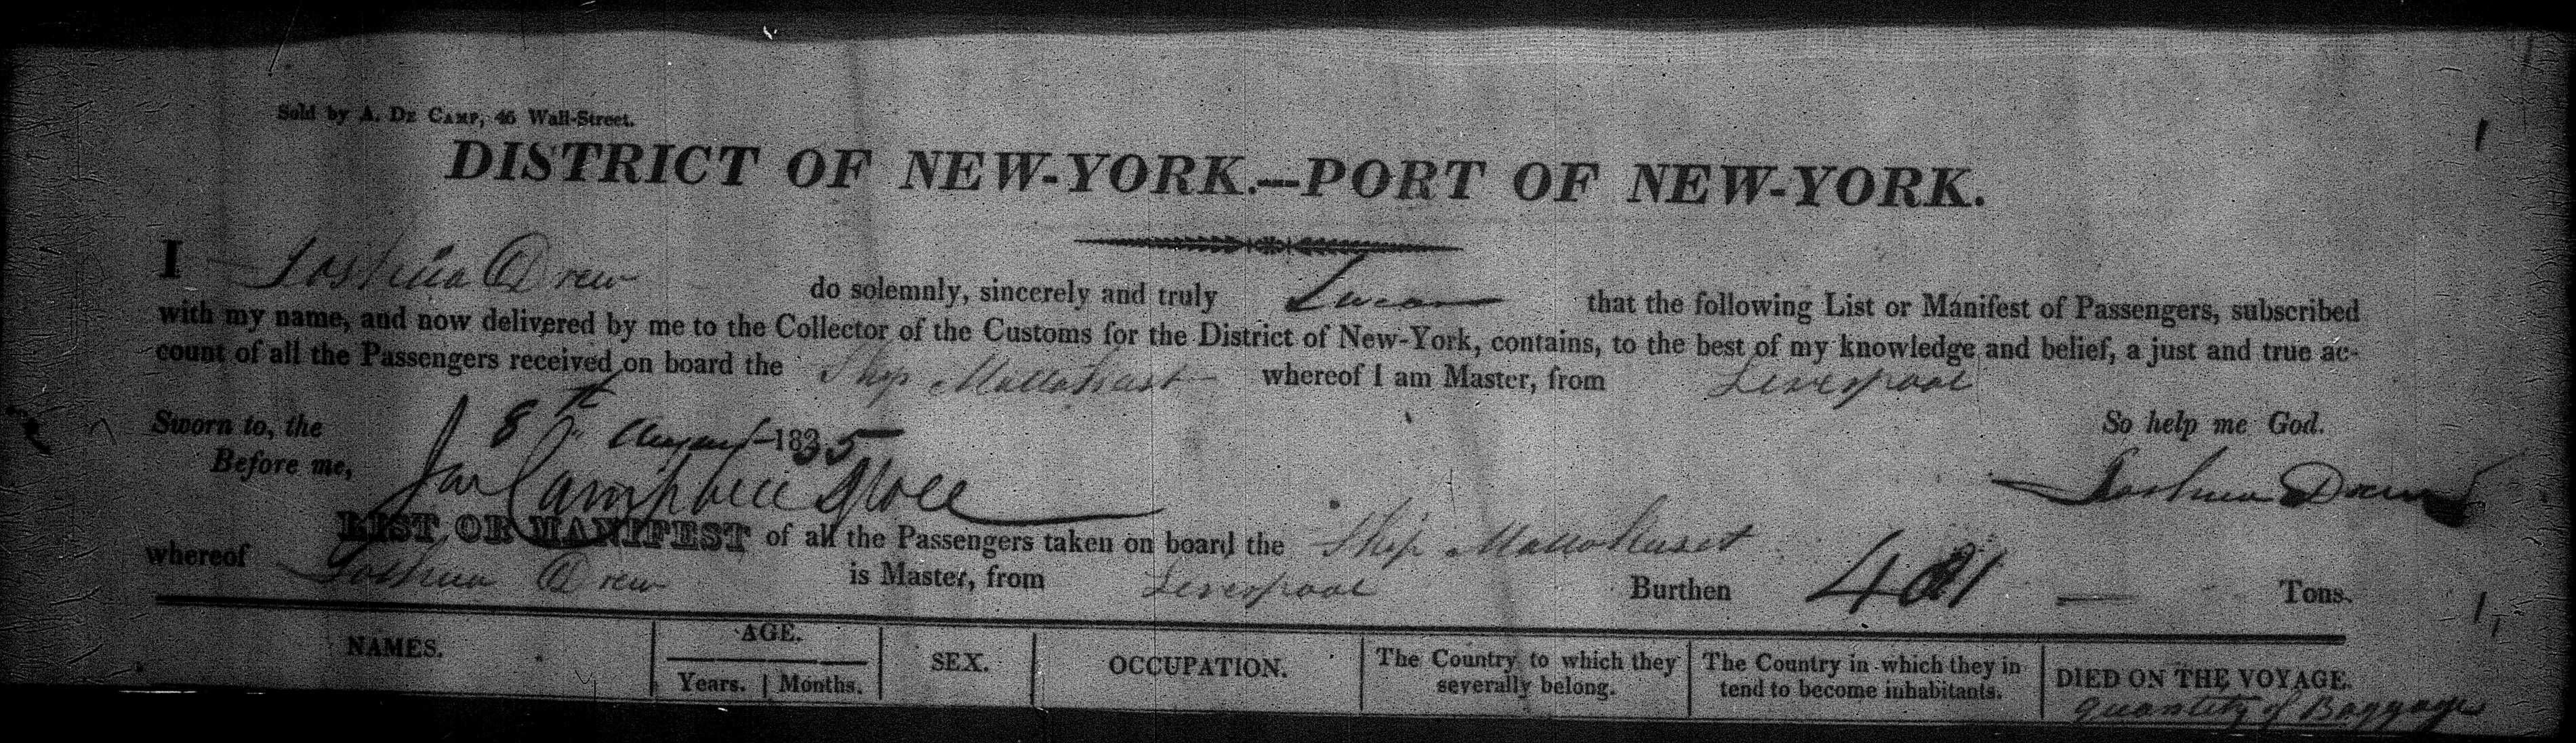 Sold by A. De Camp, 46 Wall-Street.
DISTRICT OF NEW-YORK.—PORT OF NEW-YORK.
I Joshua Drew do solemnly, sincerely and truly Swear that the following List or Manifest of Passengers, subscribed
with my name, and now delivered by me to the Collector of the Customs for the District of New-York, contains, to the best of my knowledge and belief, a just and true ac-
count of all the Passengers received on board the Ship whereof I am Master, from Liverpool
So help me God.
Sworn to, the 8th August 1835
Before me,
Joshua Drew
LIST OR MANIFEST of all the Passengers taken on board the Ship
whereof Joshua Drew is Master, from Liverpool Burthen Tons.
NAMES. AGE. SEX. OCCUPATION. The Country to which they severally belong. The Country in which they intend to become inhabitants. DIED ON THE VOYAGE.
Years. Months.
Quantity of Baggage